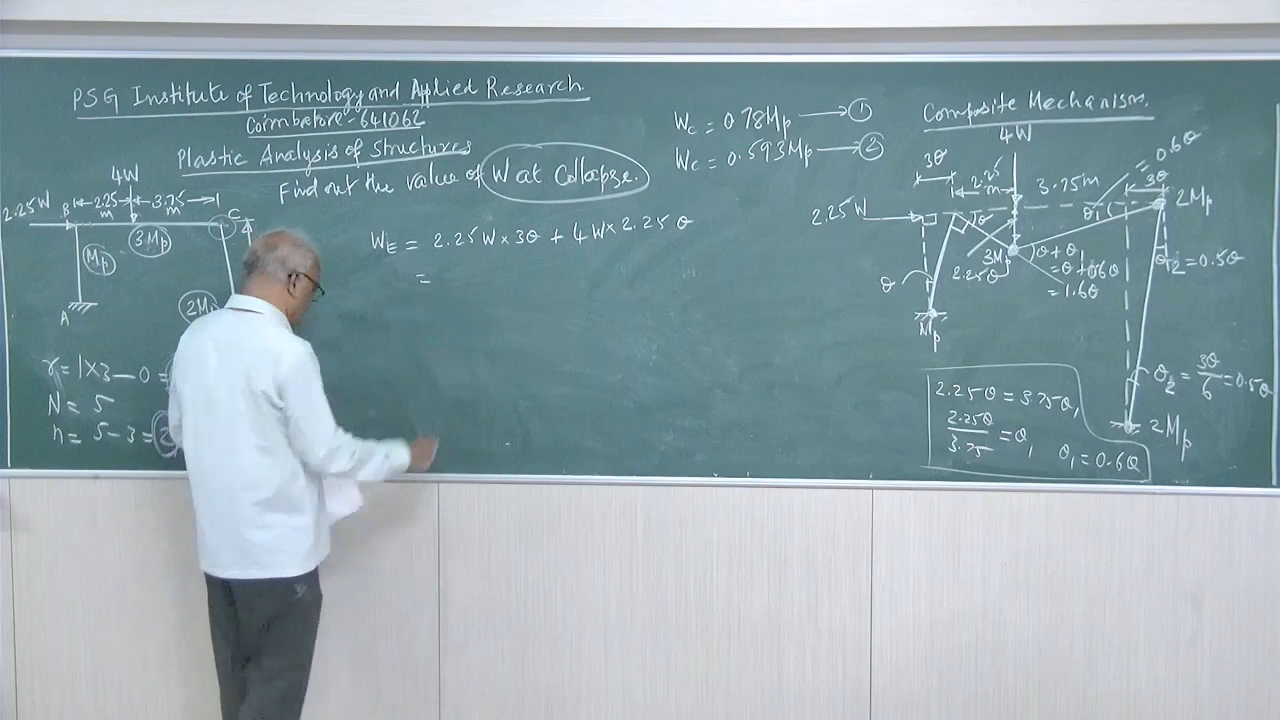 PSG Institute of Technology and Applied Research
Coimbatore - 641062
Plastic Analysis of Structures
Find out the value of W at Collapse.
4W
2.25W
B
2.25 m
3.75 m
C
Mp
3Mp
2Mp
A
r = 1×3 — 0 =
N = 5
n = 5 - 3 = 2
WE = 2.25W × 3θ + 4W × 2.25θ
=
Wc = 0.78Mp → 1
Wc = 0.593Mp → 2
Composite Mechanism.
4W
3θ
2.25 m
3.75m
= 0.6θ
3θ
2Mp
2.25W
θ
θ1
3Mp
2.25θ
θ + θ1
= θ + 0.6θ
= 1.6θ
θ2 = 0.5θ
θ
Mp
θ2 = 3θ/6 = 0.5θ
2Mp
2.25θ = 3.75θ1
2.25θ/3.75 = θ1
θ1 = 0.6θ